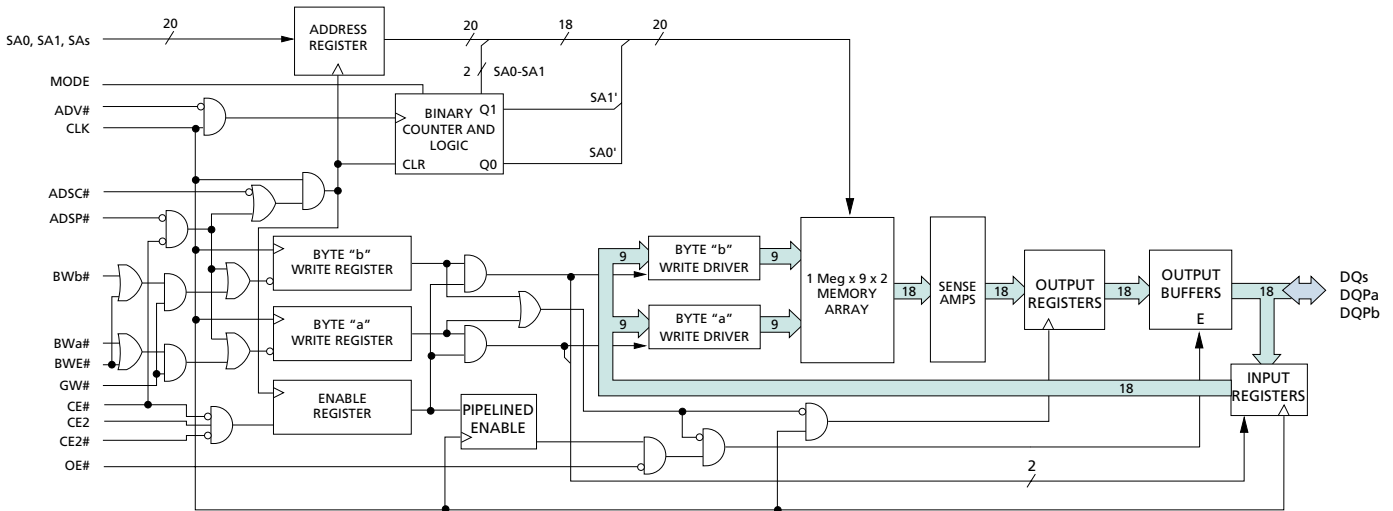 20
SA0, SA1, SAs
ADDRESS
REGISTER
20
18
20
2
SA0-SA1
MODE
ADV#
CLK
BINARY
COUNTER AND
LOGIC
Q1
CLR
Q0
SA1'
SA0'
ADSC#
ADSP#
BWb#
BWa#
BWE#
GW#
CE#
CE2
CE2#
OE#
BYTE “b”
WRITE REGISTER
BYTE “a”
WRITE REGISTER
ENABLE
REGISTER
PIPELINED
ENABLE
9
BYTE “b”
WRITE DRIVER
9
9
BYTE “a”
WRITE DRIVER
9
1 Meg x 9 x 2
MEMORY
ARRAY
18
SENSE
AMPS
18
OUTPUT
REGISTERS
18
OUTPUT
BUFFERS
E
18
DQs
DQPa
DQPb
INPUT
REGISTERS
18
2